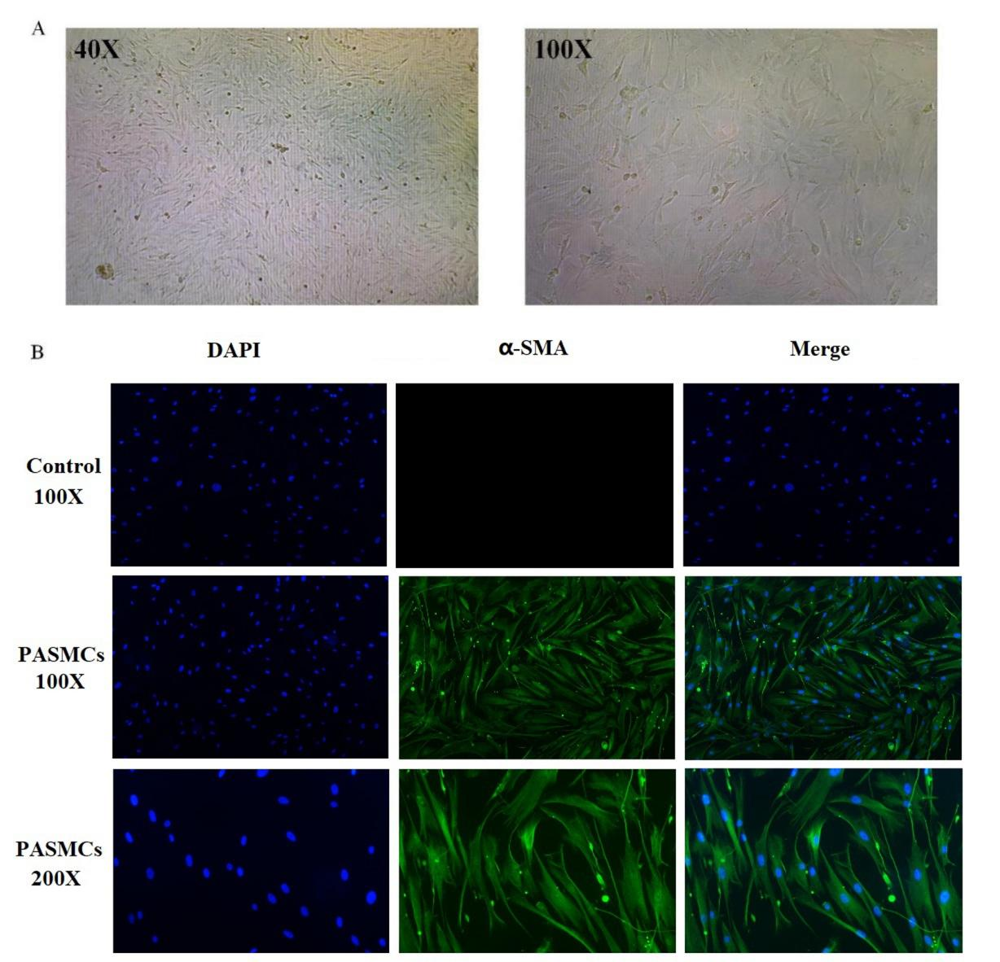 A
40X
100X
B
DAPI
α-SMA
Merge
Control
100X
PASMCs
100X
PASMCs
200X